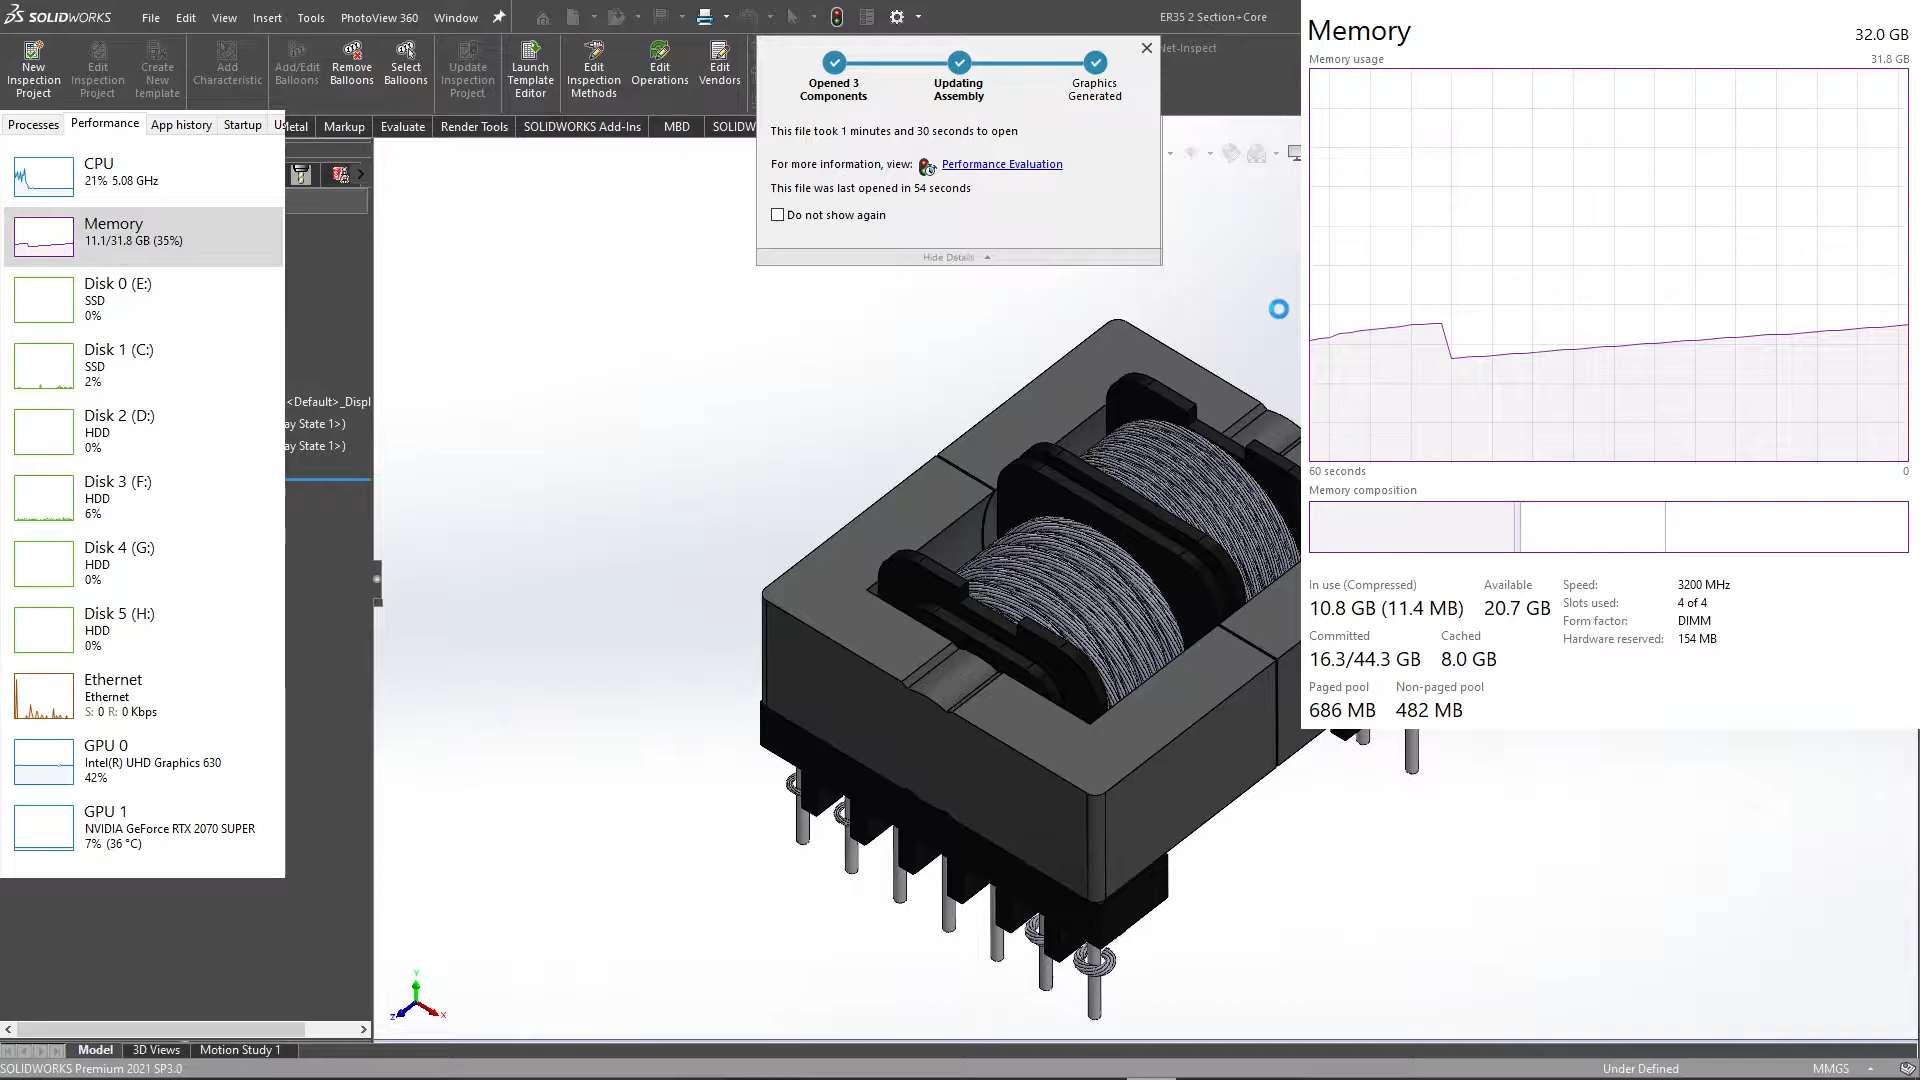 SOLIDWORKS
File Edit View Insert Tools PhotoView 360 Window
ER35 2 Section+Core
New Inspection Project
Edit Inspection Project
Create New template
Add Characteristic
Add/Edit Balloons
Remove Balloons
Select Balloons
Update Inspection Project
Launch Template Editor
Edit Inspection Methods
Edit Operations
Edit Vendors
Net-Inspect
Markup Evaluate Render Tools SOLIDWORKS Add-Ins MBD SOLIDW
Processes Performance App history Startup
CPU
21% 5.08 GHz
Memory
11.1/31.8 GB (35%)
Disk 0 (E:)
SSD
0%
Disk 1 (C:)
SSD
2%
Disk 2 (D:)
HDD
0%
Disk 3 (F:)
HDD
6%
Disk 4 (G:)
HDD
0%
Disk 5 (H:)
HDD
0%
Ethernet
Ethernet
S: 0 R: 0 Kbps
GPU 0
Intel(R) UHD Graphics 630
42%
GPU 1
NVIDIA GeForce RTX 2070 SUPER
7% (36 °C)
<Default>_Displ
ay State 1>)
ay State 1>)
Opened 3 Components
Updating Assembly
Graphics Generated
This file took 1 minutes and 30 seconds to open
For more information, view: Performance Evaluation
This file was last opened in 54 seconds
Do not show again
Hide Details
Memory
32.0 GB
Memory usage
31.8 GB
60 seconds
0
Memory composition
In use (Compressed)
10.8 GB (11.4 MB)
Available
20.7 GB
Committed
16.3/44.3 GB
Cached
8.0 GB
Paged pool
686 MB
Non-paged pool
482 MB
Speed: 3200 MHz
Slots used: 4 of 4
Form factor: DIMM
Hardware reserved: 154 MB
Y
Z
X
Model 3D Views Motion Study 1
SOLIDWORKS Premium 2021 SP3.0
Under Defined
MMGS